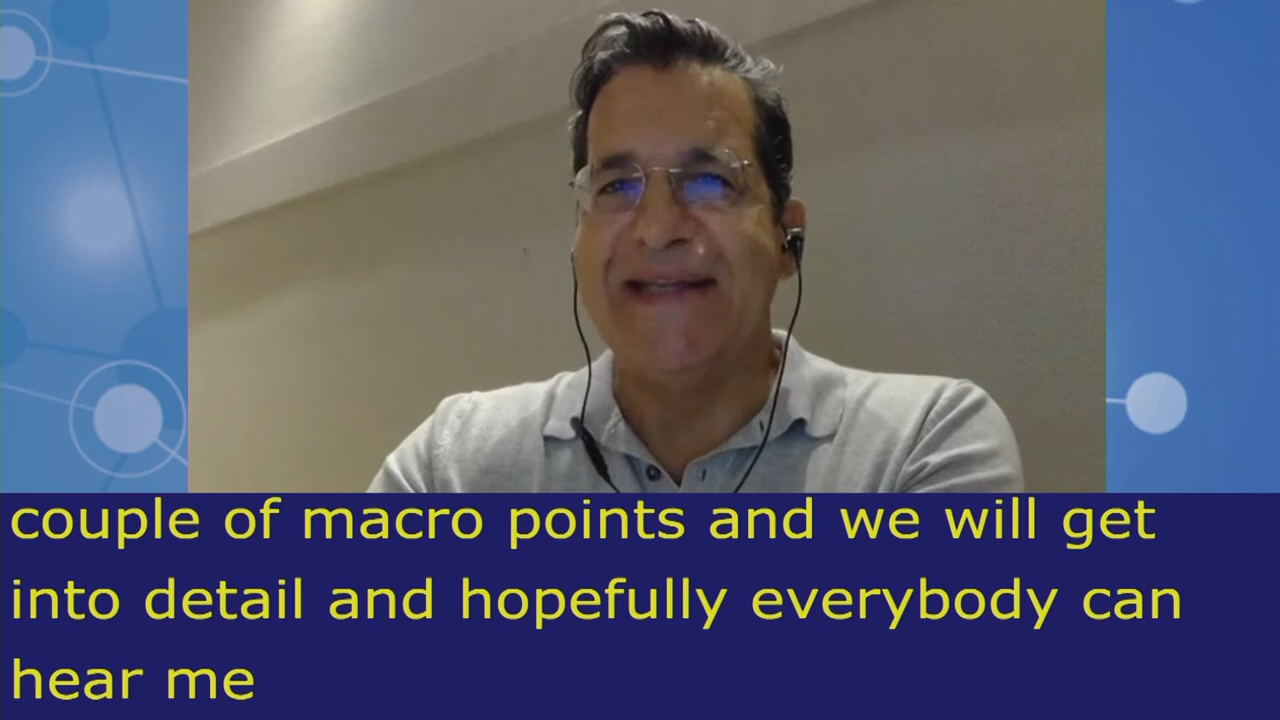 couple of macro points and we will get
into detail and hopefully everybody can
hear me